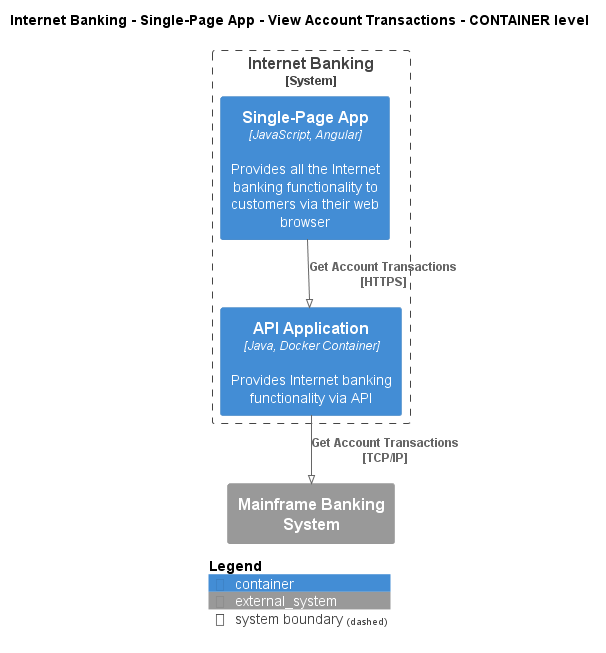 Internet Banking - Single-Page App - View Account Transactions - CONTAINER level
Internet Banking
[System]
Single-Page App
[JavaScript, Angular]
Provides all the Internet
banking functionality to
customers via their web
browser
Get Account Transactions
[HTTPS]
API Application
[Java, Docker Container]
Provides Internet banking
functionality via API
Get Account Transactions
[TCP/IP]
Mainframe Banking
System
Legend
container
external_system
system boundary (dashed)